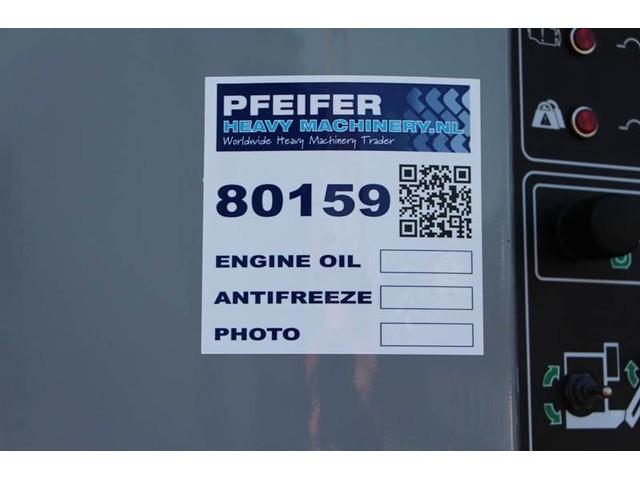 PFEIFER
HEAVY MACHINERY.NL
Worldwide Heavy Machinery Trader
80159
ENGINE OIL
ANTIFREEZE
PHOTO